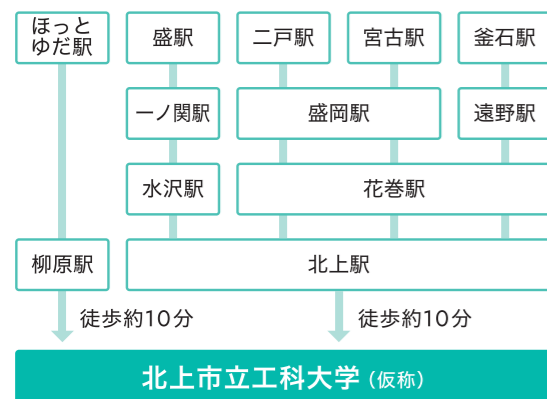 ほっと
ゆだ駅
盛駅
二戸駅
宮古駅
釜石駅
一ノ関駅
盛岡駅
遠野駅
水沢駅
花巻駅
柳原駅
北上駅
徒歩約10分
徒歩約10分
北上市立工科大学（仮称）